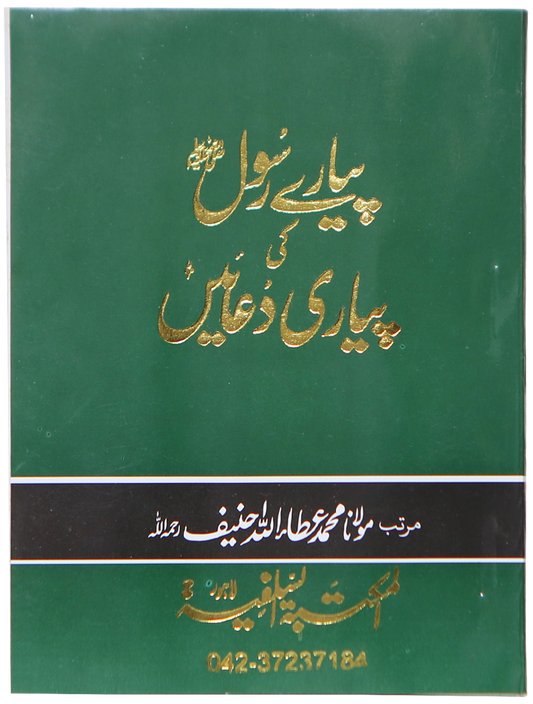 پیارے رسول ﷺ
کی
پیاری دعائیں
مرتب مولانا محمد عطاء اللہ حنیف رحمہ اللہ
المکتبۃ السلفیۃ لاہور
042-37237184